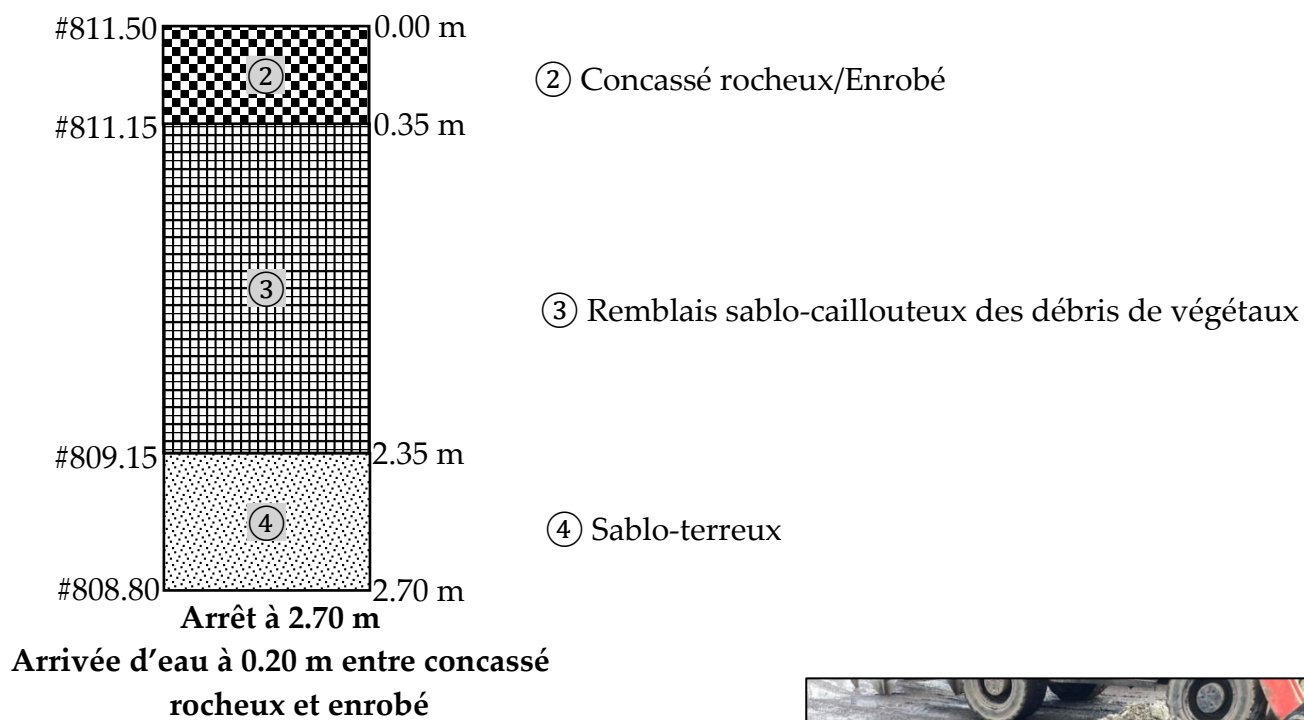 #811.50 0.00 m
② ② Concassé rocheux/Enrobé
#811.15 0.35 m
③ ③ Remblais sablo-caillouteux des débris de végétaux
#809.15 2.35 m
④ ④ Sablo-terreux
#808.80 2.70 m
Arrêt à 2.70 m
Arrivée d’eau à 0.20 m entre concassé
rocheux et enrobé